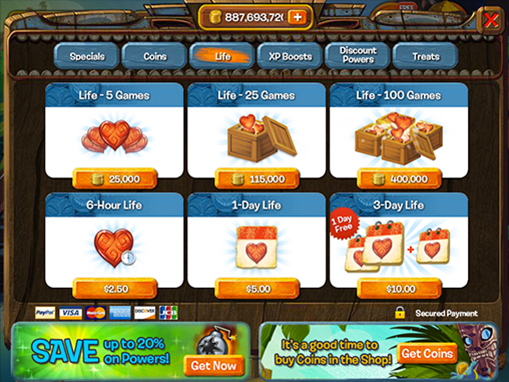 887,693,720
FREE
Specials
Coins
Life
XP Boosts
Discount
Powers
Treats
Life - 5 Games
Life - 25 Games
Life - 100 Games
25,000
115,000
400,000
6-Hour Life
1-Day Life
3-Day Life
1 Day
Free
$2.50
$5.00
$10.00
PayPal
VISA
MasterCard
DISCOVER
JCB
Secured Payment
SAVE up to 20%
on Powers!
Get Now
It's a good time to
buy Coins in the Shop!
Get Coins